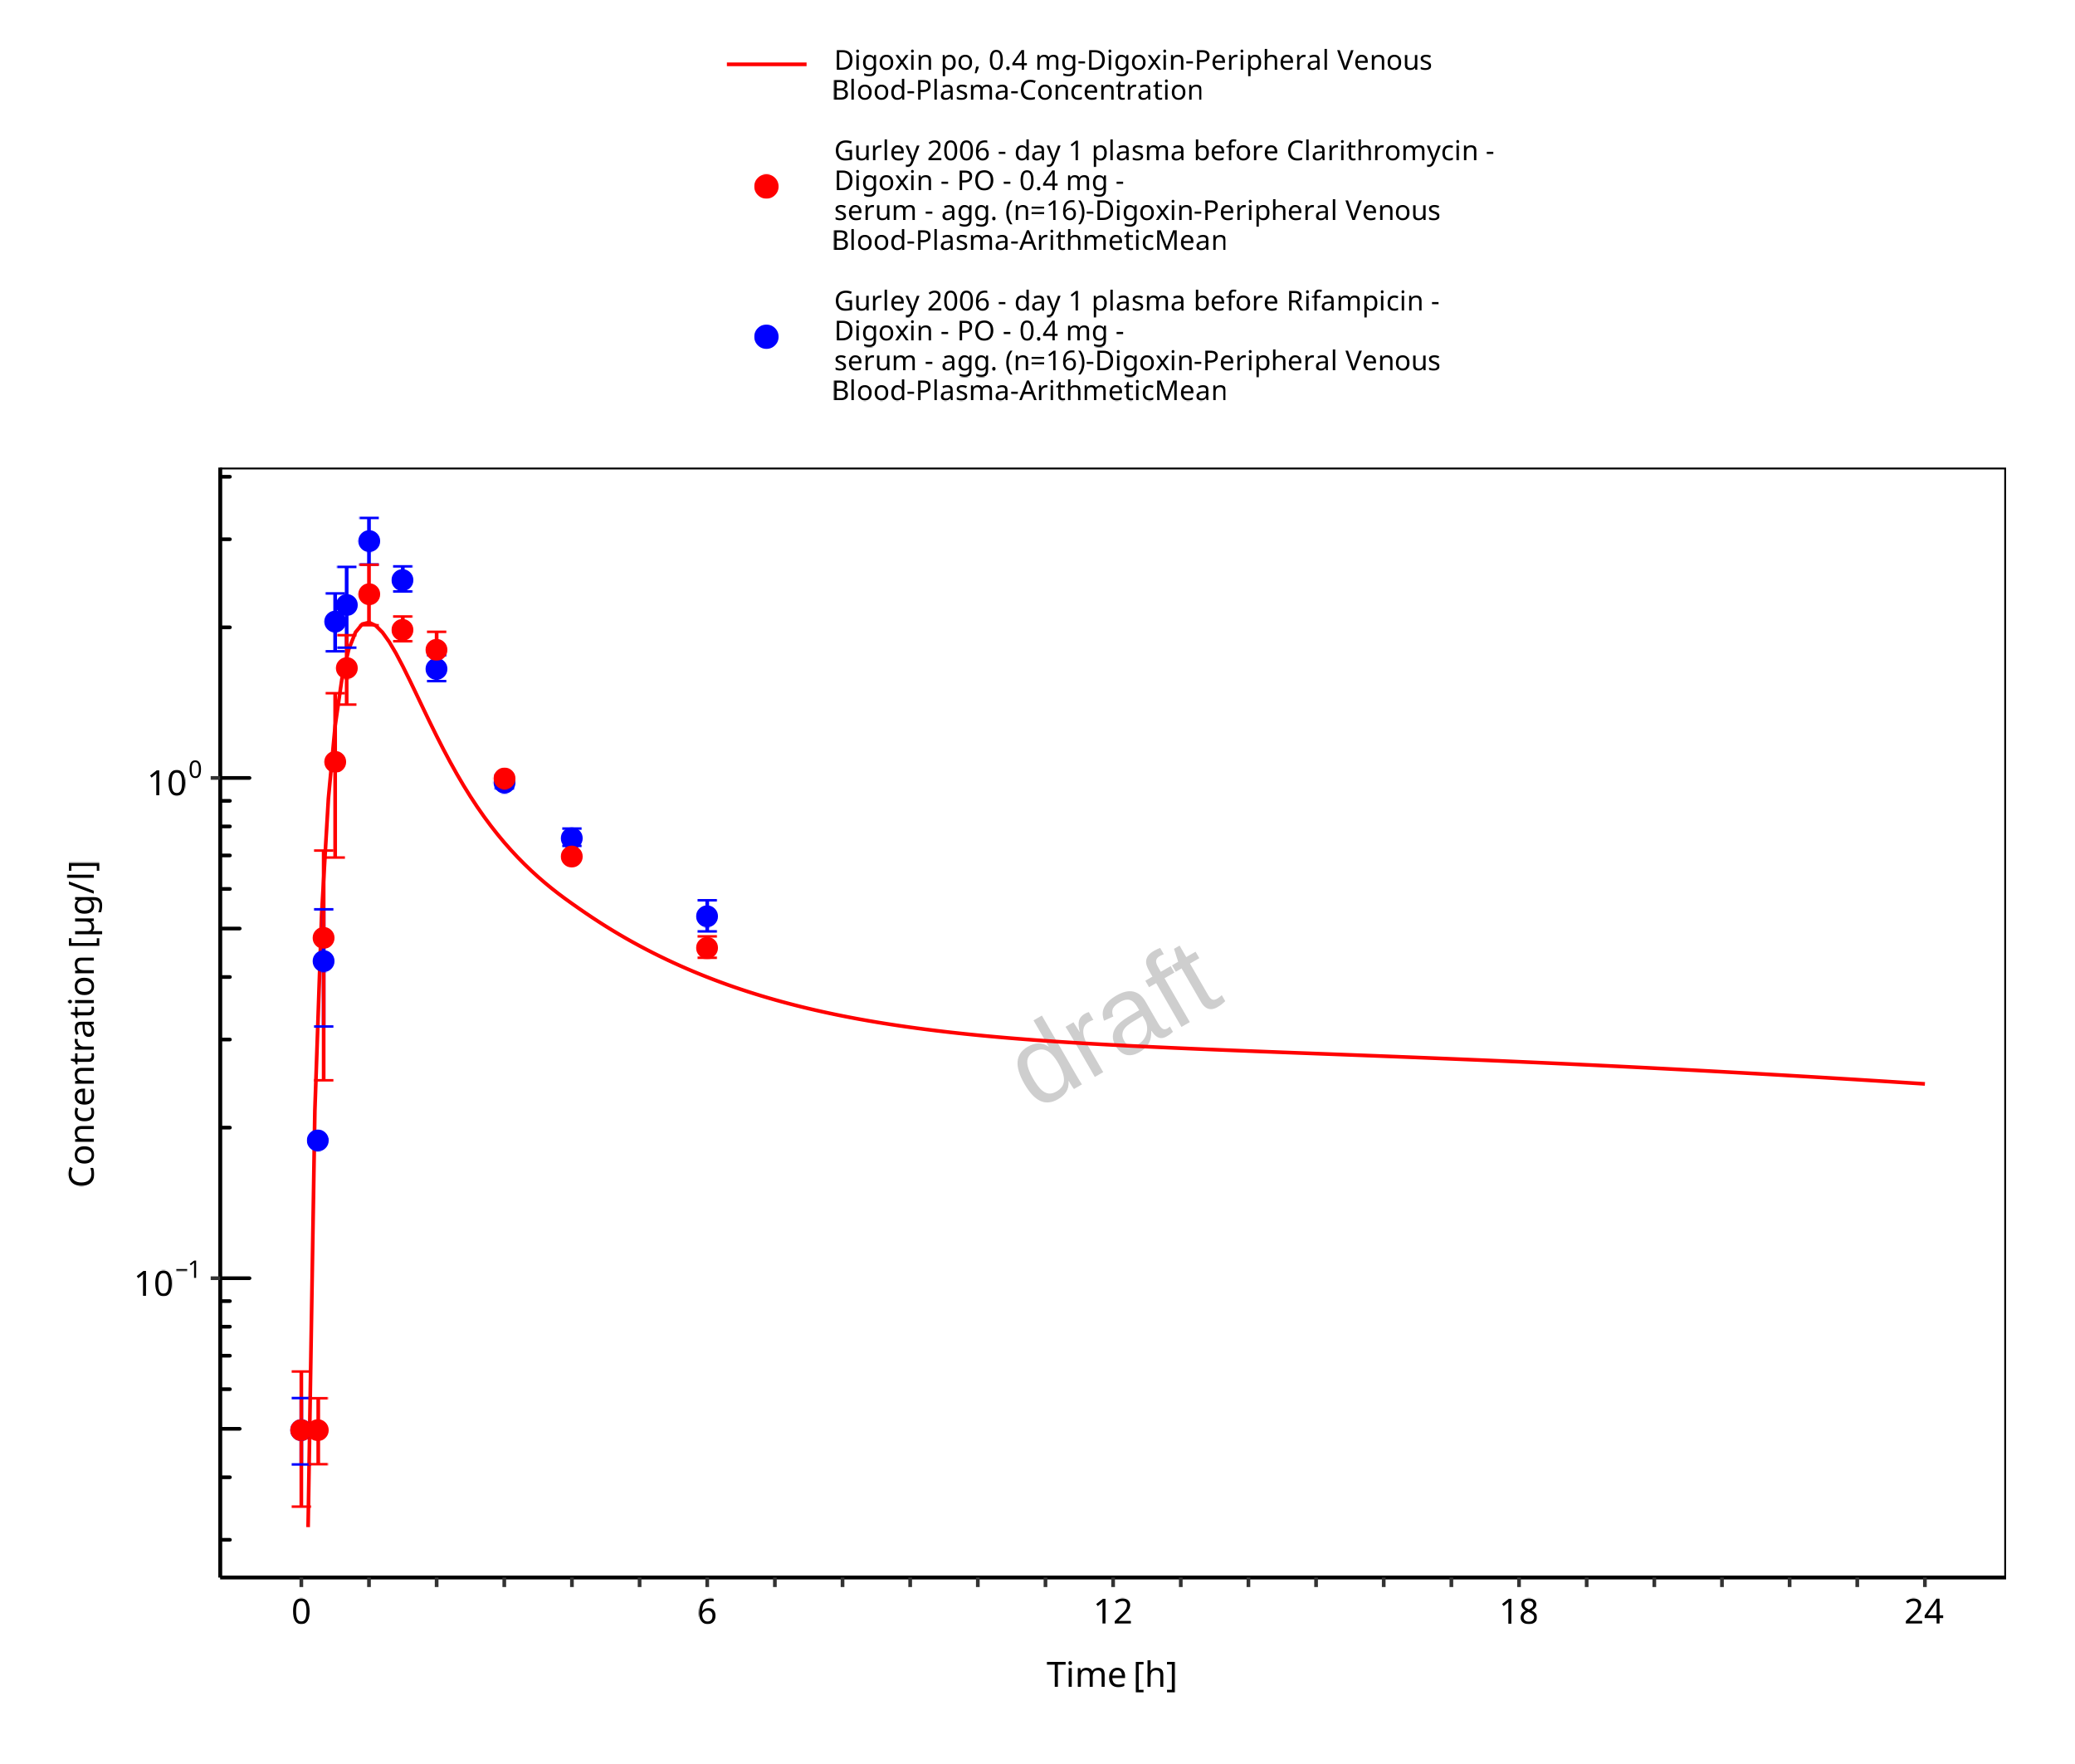 Digoxin po, 0.4 mg-Digoxin-Peripheral Venous
Blood-Plasma-Concentration
Gurley 2006 - day 1 plasma before Clarithromycin -
Digoxin - PO - 0.4 mg -
serum - agg. (n=16)-Digoxin-Peripheral Venous
Blood-Plasma-ArithmeticMean
Gurley 2006 - day 1 plasma before Rifampicin -
Digoxin - PO - 0.4 mg -
serum - agg. (n=16)-Digoxin-Peripheral Venous
Blood-Plasma-ArithmeticMean
Concentration [µg/l]
10⁰
10⁻¹
draft
0 6 12 18 24
Time [h]